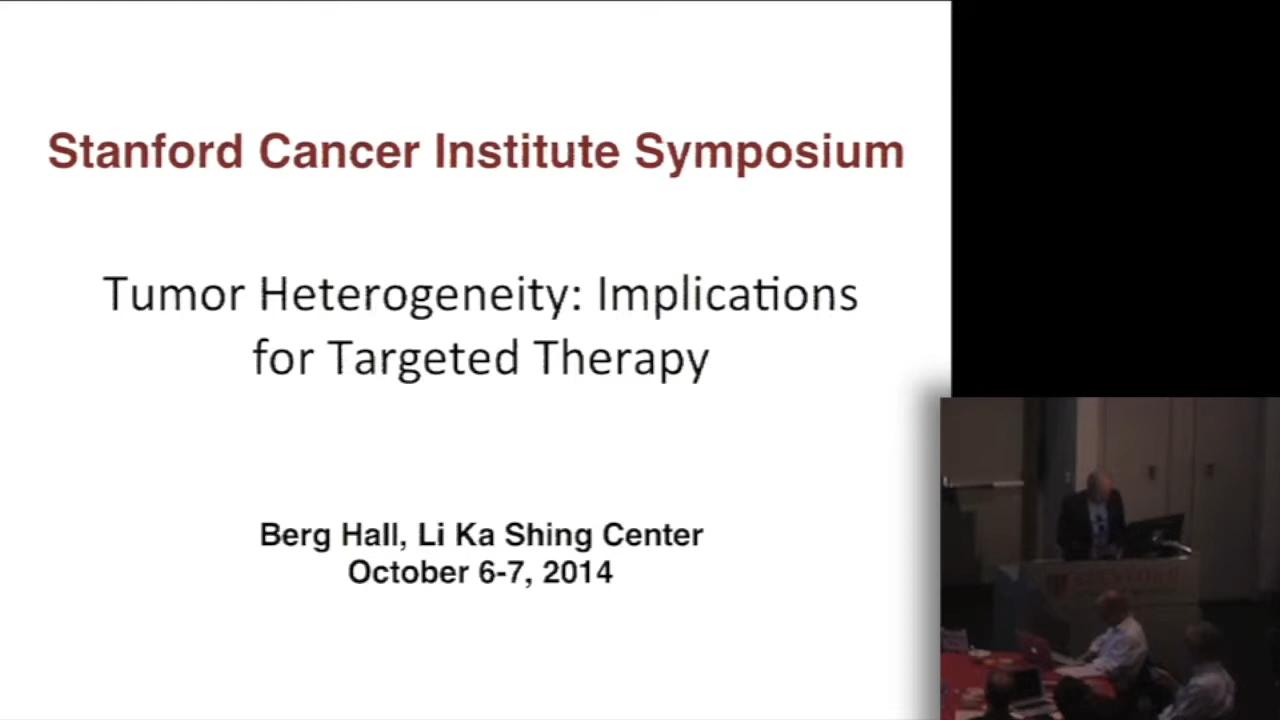 Stanford Cancer Institute Symposium
Tumor Heterogeneity: Implications
for Targeted Therapy
Berg Hall, Li Ka Shing Center
October 6-7, 2014